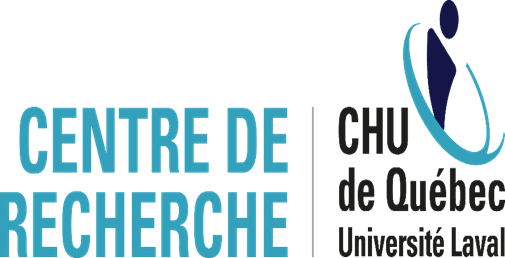 CENTRE DE
RECHERCHE
CHU
de Québec
Université Laval